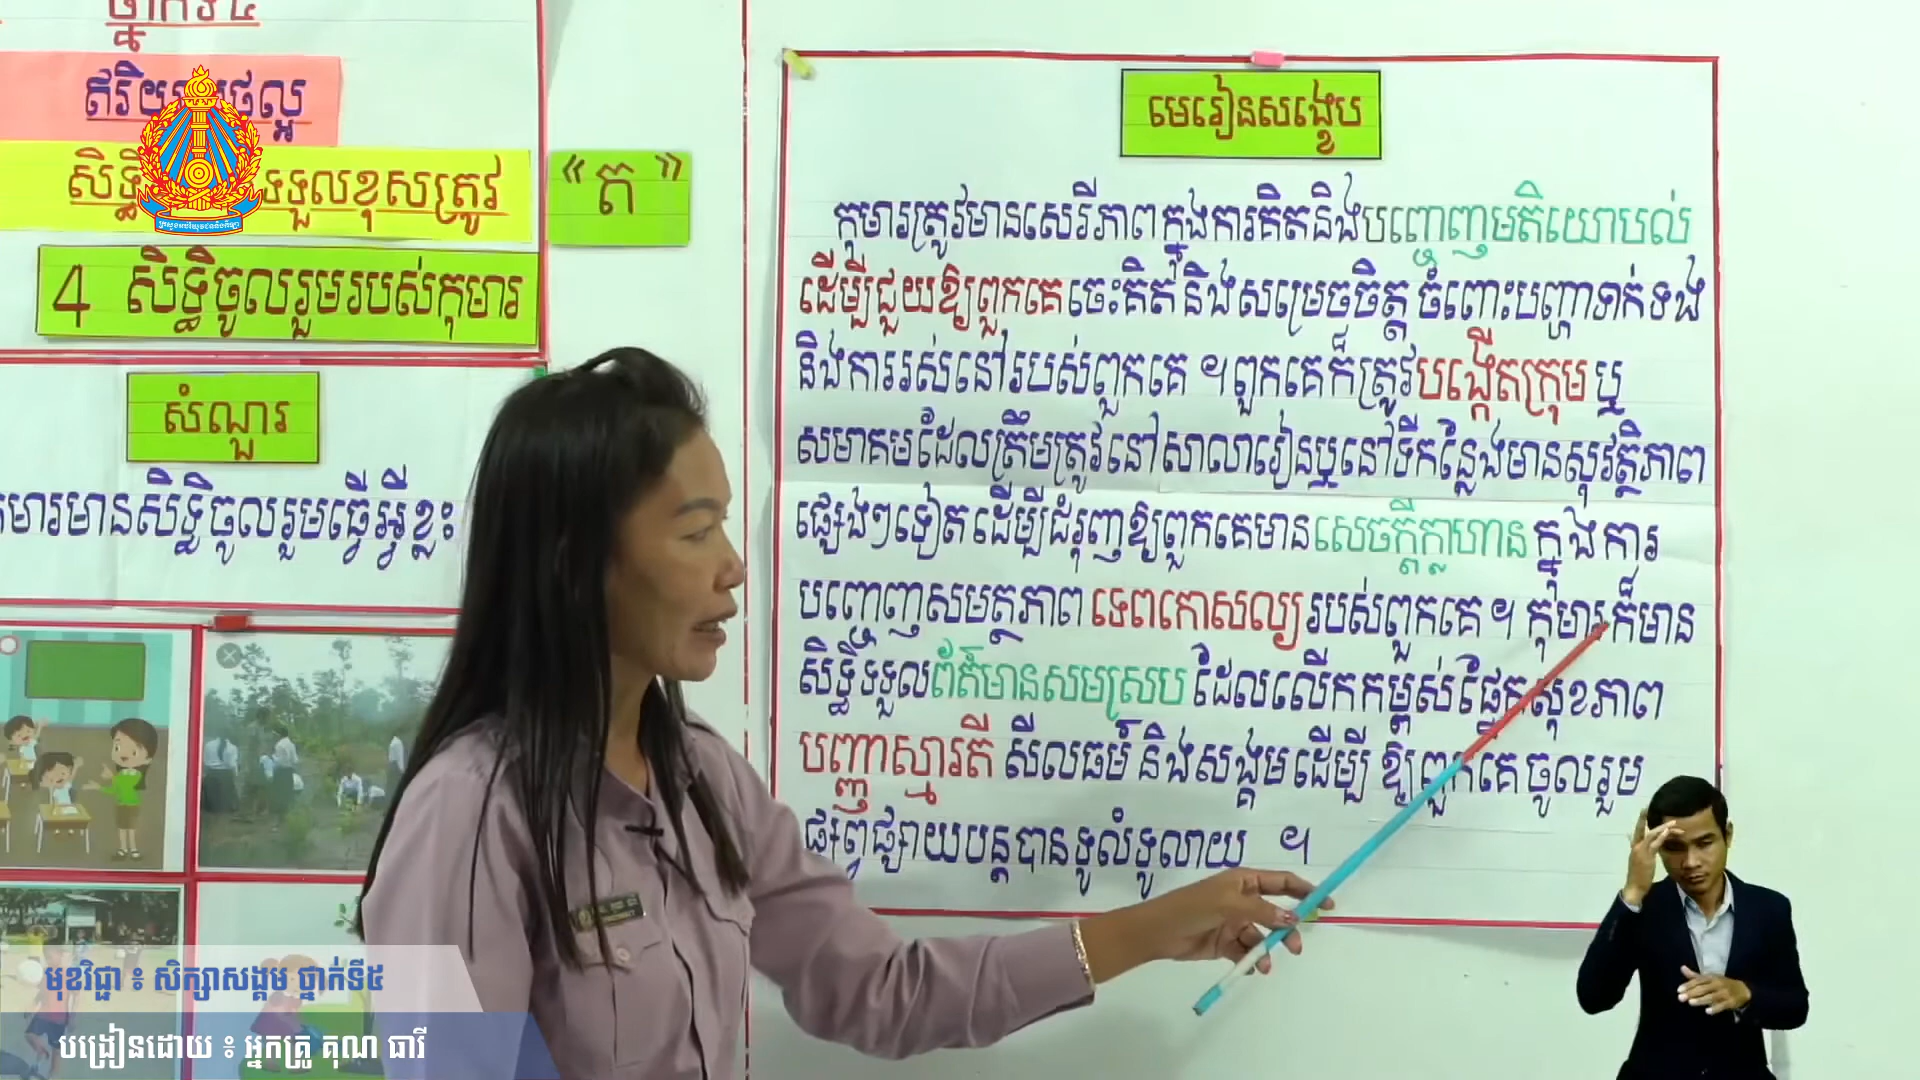 ថ្នាក់ទី៥
សិទ្ធិ
ទទួលខុសត្រូវ
"ត"
4 សិទ្ធិចូលរួមរបស់កុមារ
សំណួរ
កុមារមានសិទ្ធិចូលរួមធ្វើអ្វីខ្លះ
មេរៀនសង្ខេប
កុមារត្រូវមានសេរីភាពក្នុងការគិតនិងបញ្ចេញមតិយោបល់
ដើម្បីជួយឱ្យពួកគេចេះគិត និងសម្រេចចិត្ត ចំពោះបញ្ហាទាក់ទង
និងការរស់នៅរបស់ពួកគេ ។ ពួកគេក៏ត្រូវបង្កើតក្រុម ឬ
សមាគមដែលត្រឹមត្រូវនៅសាលារៀនឬនៅទីកន្លែងមានសុវត្ថិភាព
ផ្សេងៗទៀតដើម្បីជំរុញឱ្យពួកគេមានសេចក្ដីក្លាហាន ក្នុងការ
បញ្ចេញសមត្ថភាព ទេពកោសល្យ របស់ពួកគេ ។ កុមារក៏មាន
សិទ្ធិទទួលព័ត៌មានសមស្រប ដែលលើកកម្ពស់ផ្នែកសុខភាព
បញ្ញាស្មារតី សីលធម៌ និងសង្គមដើម្បី ឱ្យពួកគេចូលរួម
ផ្សព្វផ្សាយបន្តបានទូលំទូលាយ ។
មុខវិជ្ជា ៖ សិក្សាសង្គម ថ្នាក់ទី៥
បង្រៀនដោយ ៖ អ្នកគ្រូ គុណ ធារី